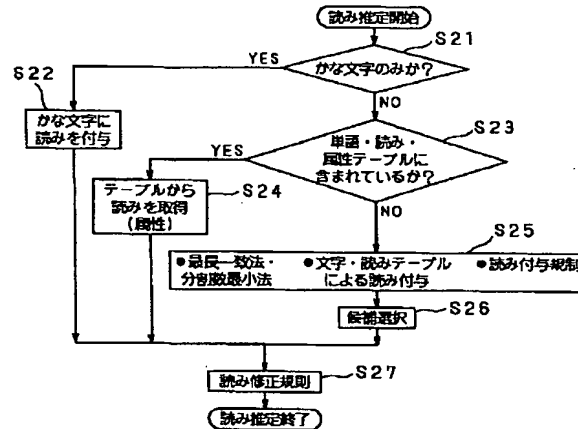 読み推定開始
S21
YES
かな文字のみか?
S22
かな文字に
読みを付与
NO
S23
YES
単語・読み・
属性テーブルに
含まれているか?
S24
テーブルから
読みを取得
(属性)
NO
S25
●最長一致法・
分割数最小法
●文字・読みテーブル
による読み付与
●読み付与規制
S26
候補選択
S27
読み修正規則
読み推定終了